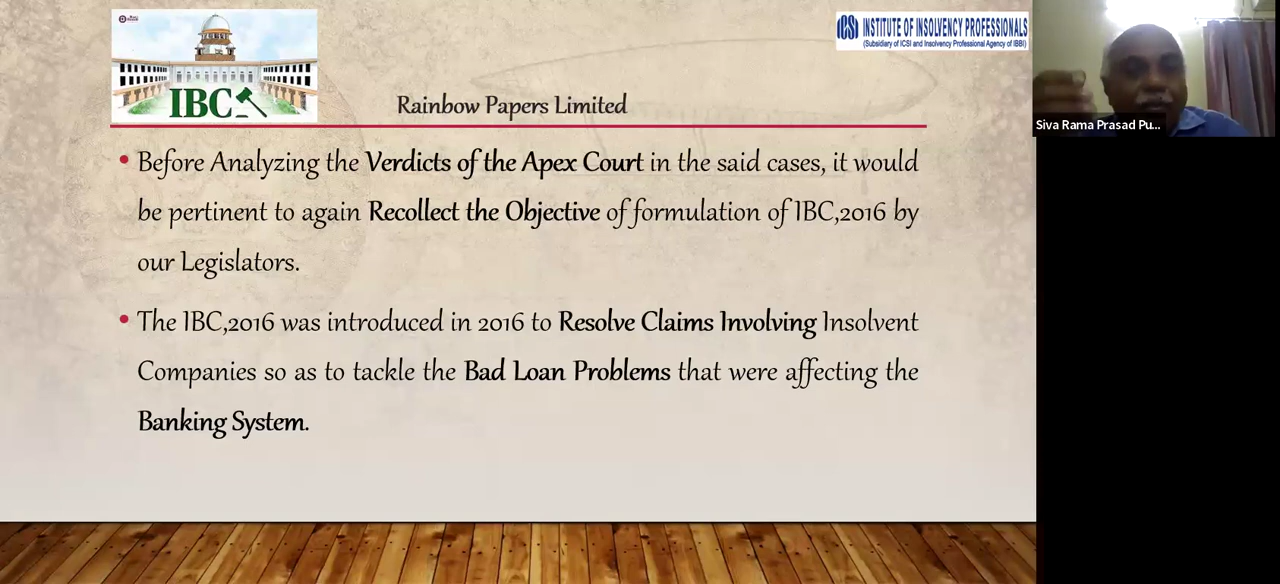 ICSI INSTITUTE OF INSOLVENCY PROFESSIONALS
(Subsidiary of ICSI and Insolvency Professional Agency of IBBI)
IBC
Rainbow Papers Limited
Siva Rama Prasad Pu...
• Before Analyzing the Verdicts of the Apex Court in the said cases, it would
be pertinent to again Recollect the Objective of formulation of IBC,2016 by
our Legislators.
• The IBC,2016 was introduced in 2016 to Resolve Claims Involving Insolvent
Companies so as to tackle the Bad Loan Problems that were affecting the
Banking System.